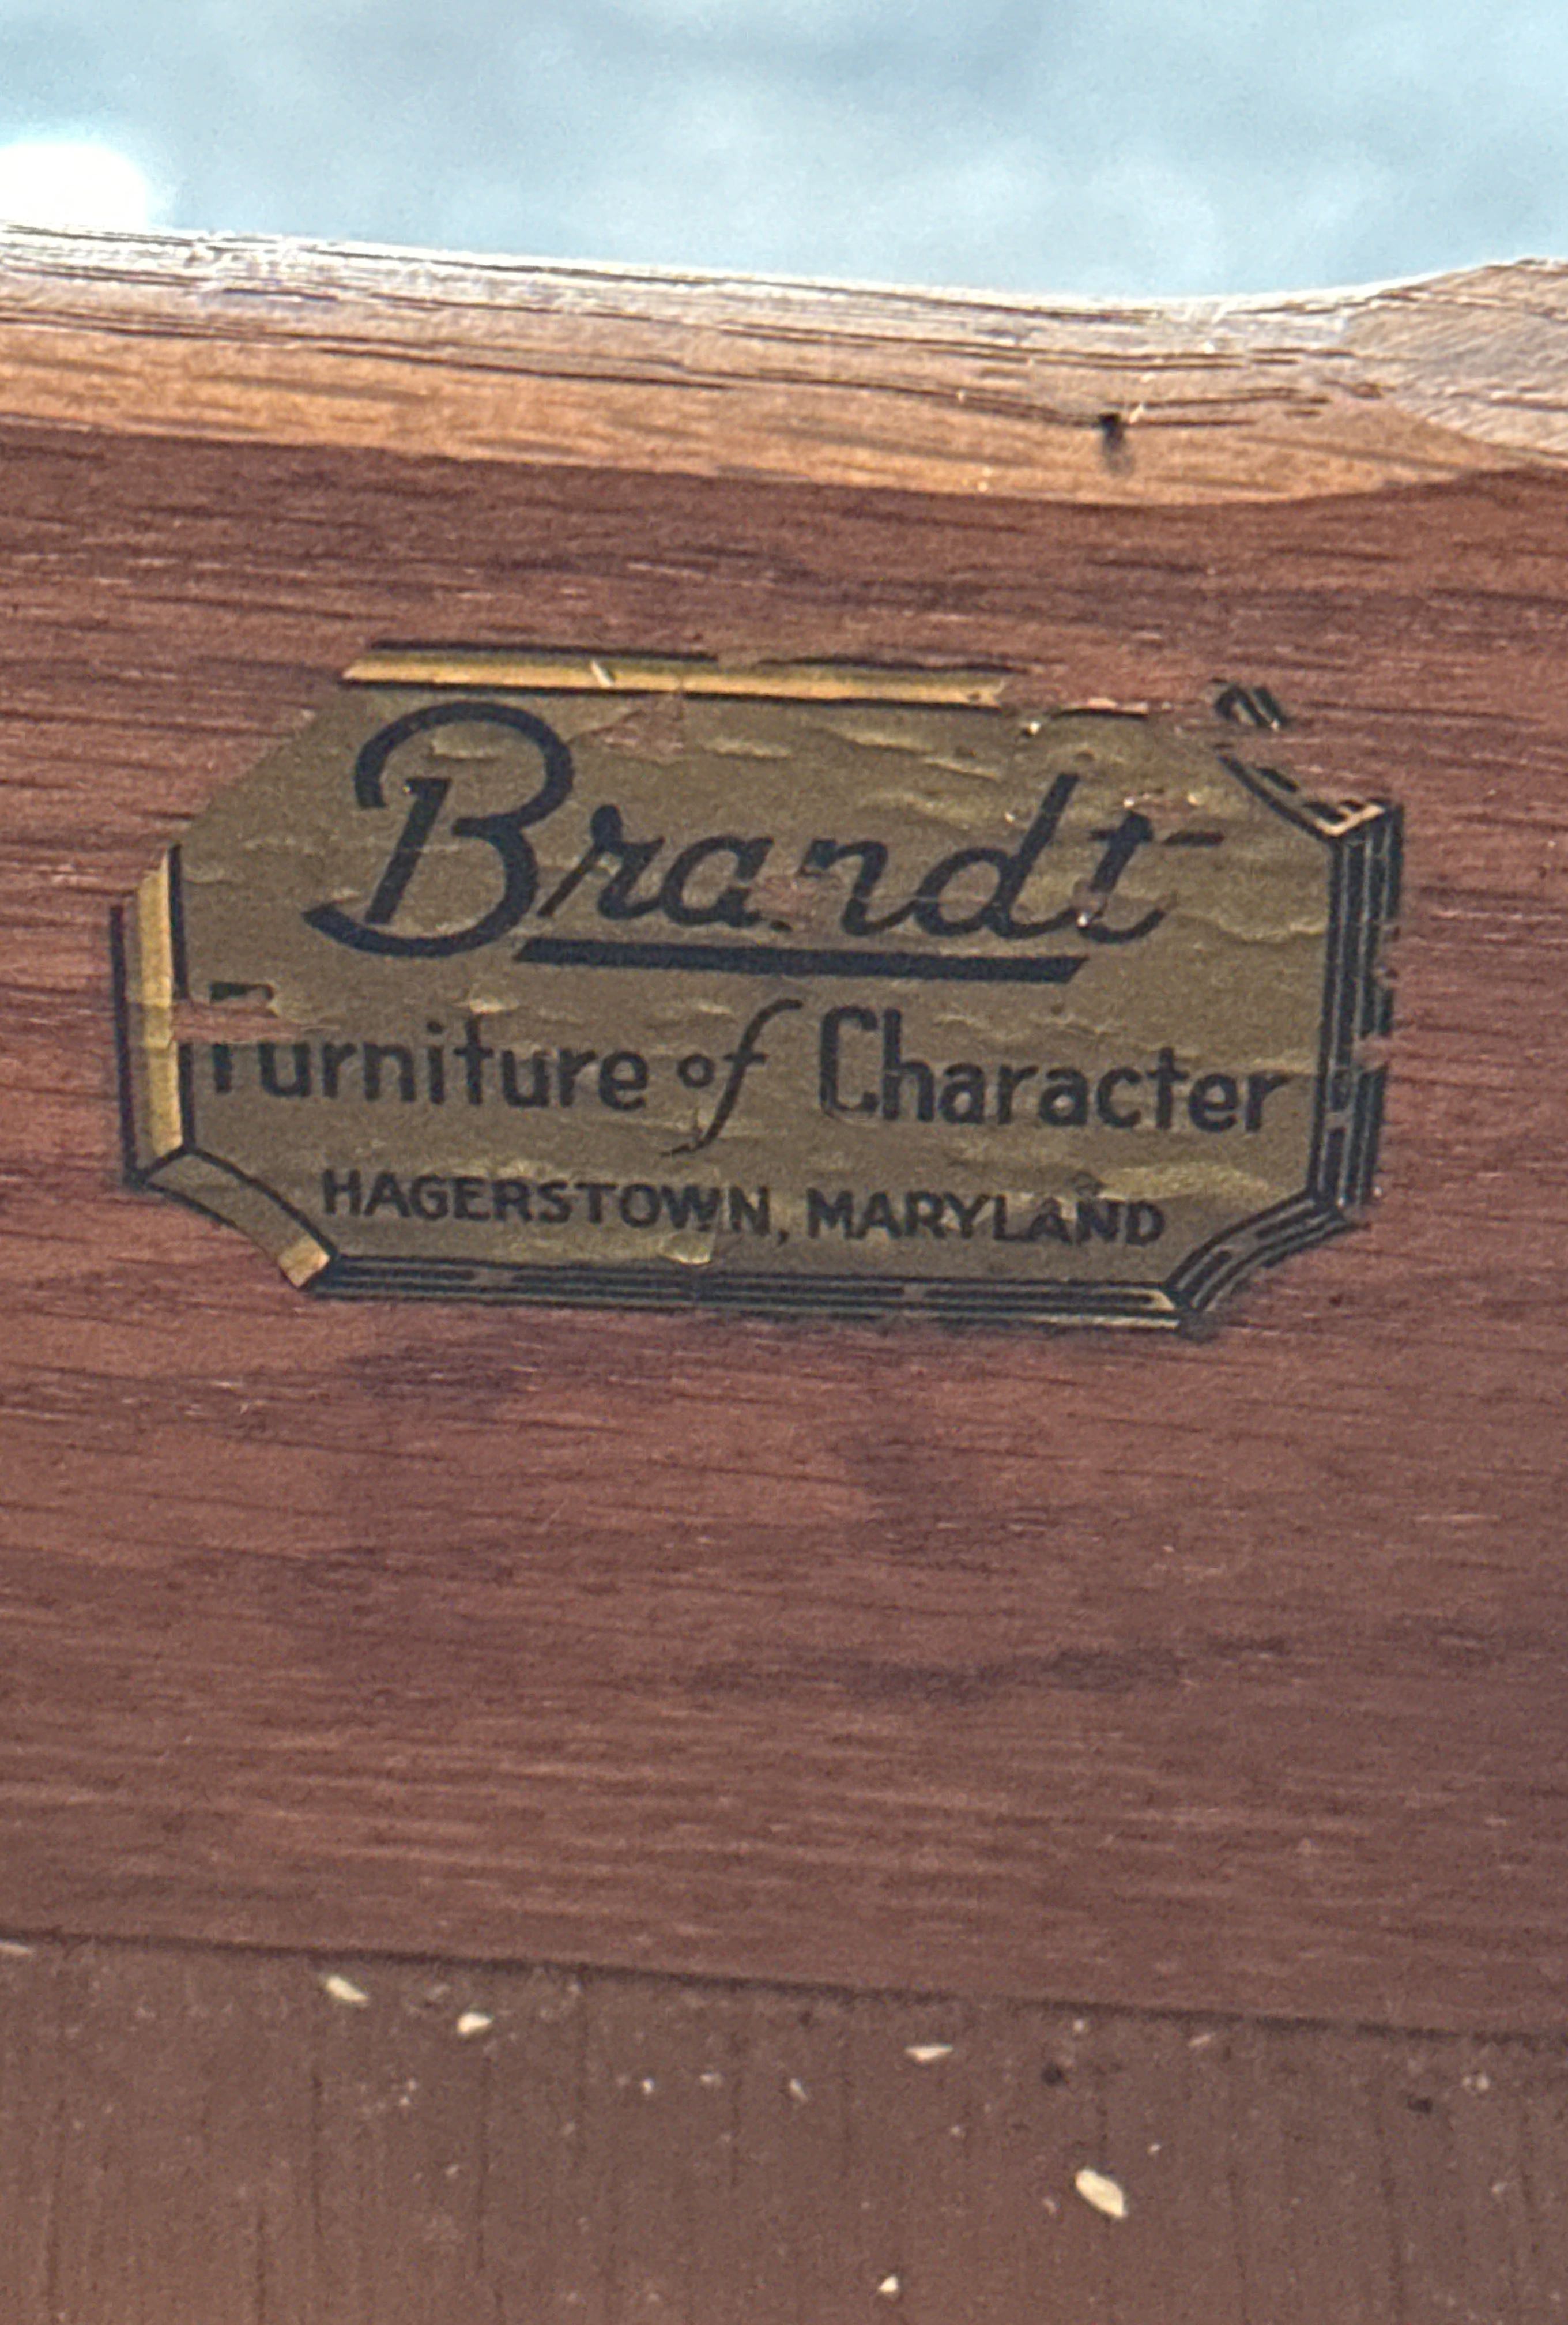 Brandt
Furniture of Character
HAGERSTOWN, MARYLAND